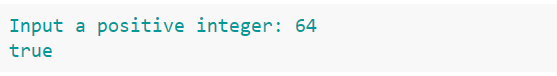 Input a positive integer: 64
true